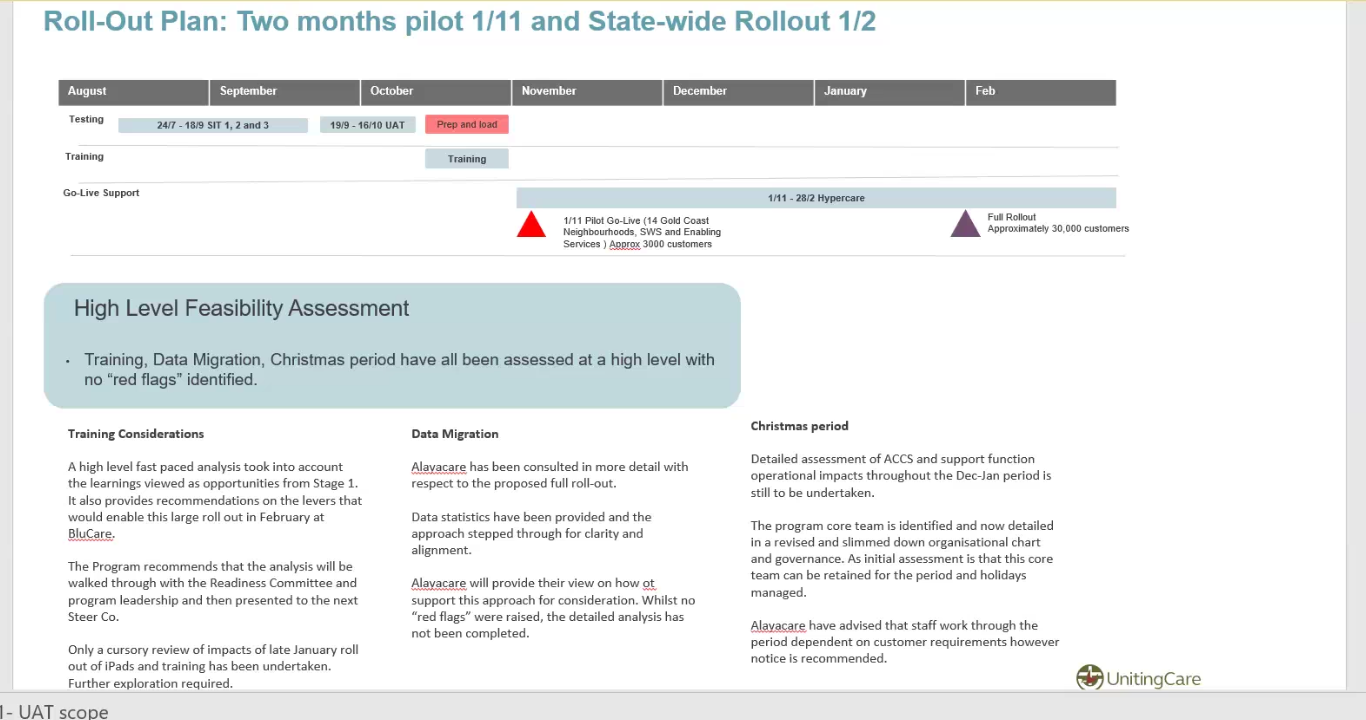 Roll-Out Plan: Two months pilot 1/11 and State-wide Rollout 1/2
August September October November December January Feb
Testing 24/7 - 18/9 SIT 1, 2 and 3 19/9 - 16/10 UAT Prep and load
Training Training
Go-Live Support 1/11 - 28/2 Hypercare
1/11 Pilot Go-Live (14 Gold Coast
Neighbourhoods, SWS and Enabling
Services ) Approx 3000 customers
Full Rollout
Approximately 30,000 customers
High Level Feasibility Assessment
• Training, Data Migration, Christmas period have all been assessed at a high level with
no “red flags” identified.
Training Considerations
A high level fast paced analysis took into account
the learnings viewed as opportunities from Stage 1.
It also provides recommendations on the levers that
would enable this large roll out in February at
BluCare.
The Program recommends that the analysis will be
walked through with the Readiness Committee and
program leadership and then presented to the next
Steer Co.
Only a cursory review of impacts of late January roll
out of iPads and training has been undertaken.
Further exploration required.
Data Migration
Alayacare has been consulted in more detail with
respect to the proposed full roll-out.
Data statistics have been provided and the
approach stepped through for clarity and
alignment.
Alayacare will provide their view on how ot
support this approach for consideration. Whilst no
“red flags” were raised, the detailed analysis has
not been completed.
Christmas period
Detailed assessment of ACCS and support function
operational impacts throughout the Dec-Jan period is
still to be undertaken.
The program core team is identified and now detailed
in a revised and slimmed down organisational chart
and governance. As initial assessment is that this core
team can be retained for the period and holidays
managed.
Alayacare have advised that staff work through the
period dependent on customer requirements however
notice is recommended.
UnitingCare
1- UAT scope